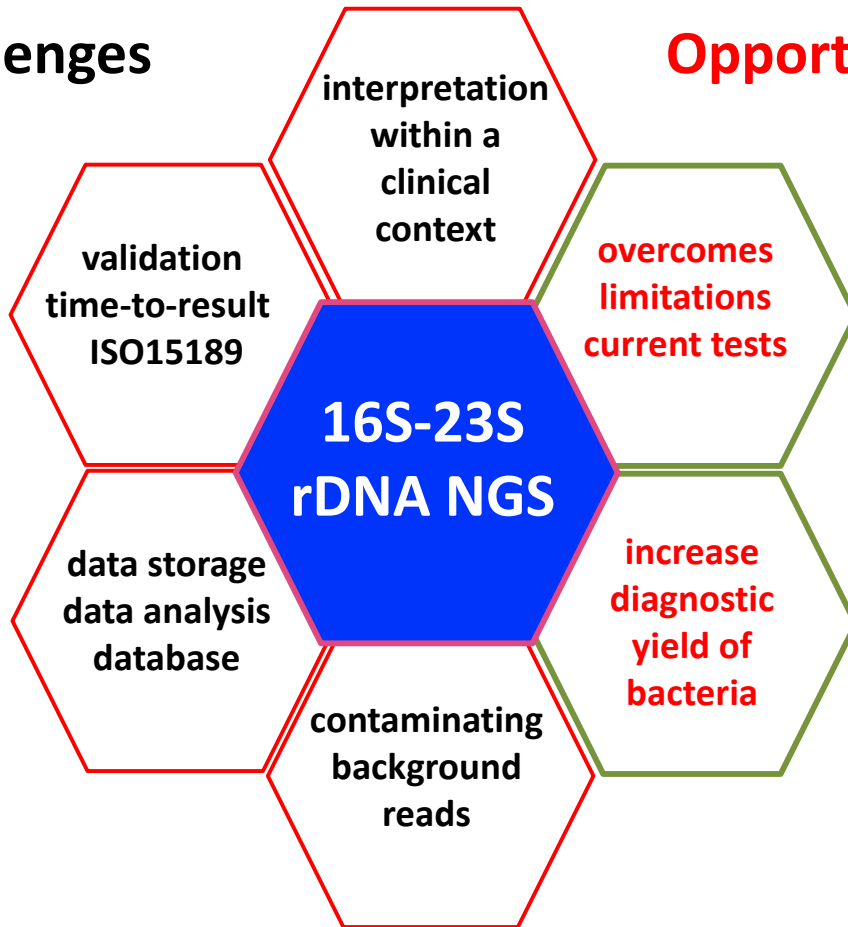 enges
Opport
interpretation
within a
clinical
context
validation
time-to-result
ISO15189
overcomes
limitations
current tests
16S-23S
rDNA NGS
data storage
data analysis
database
increase
diagnostic
yield of
bacteria
contaminating
background
reads